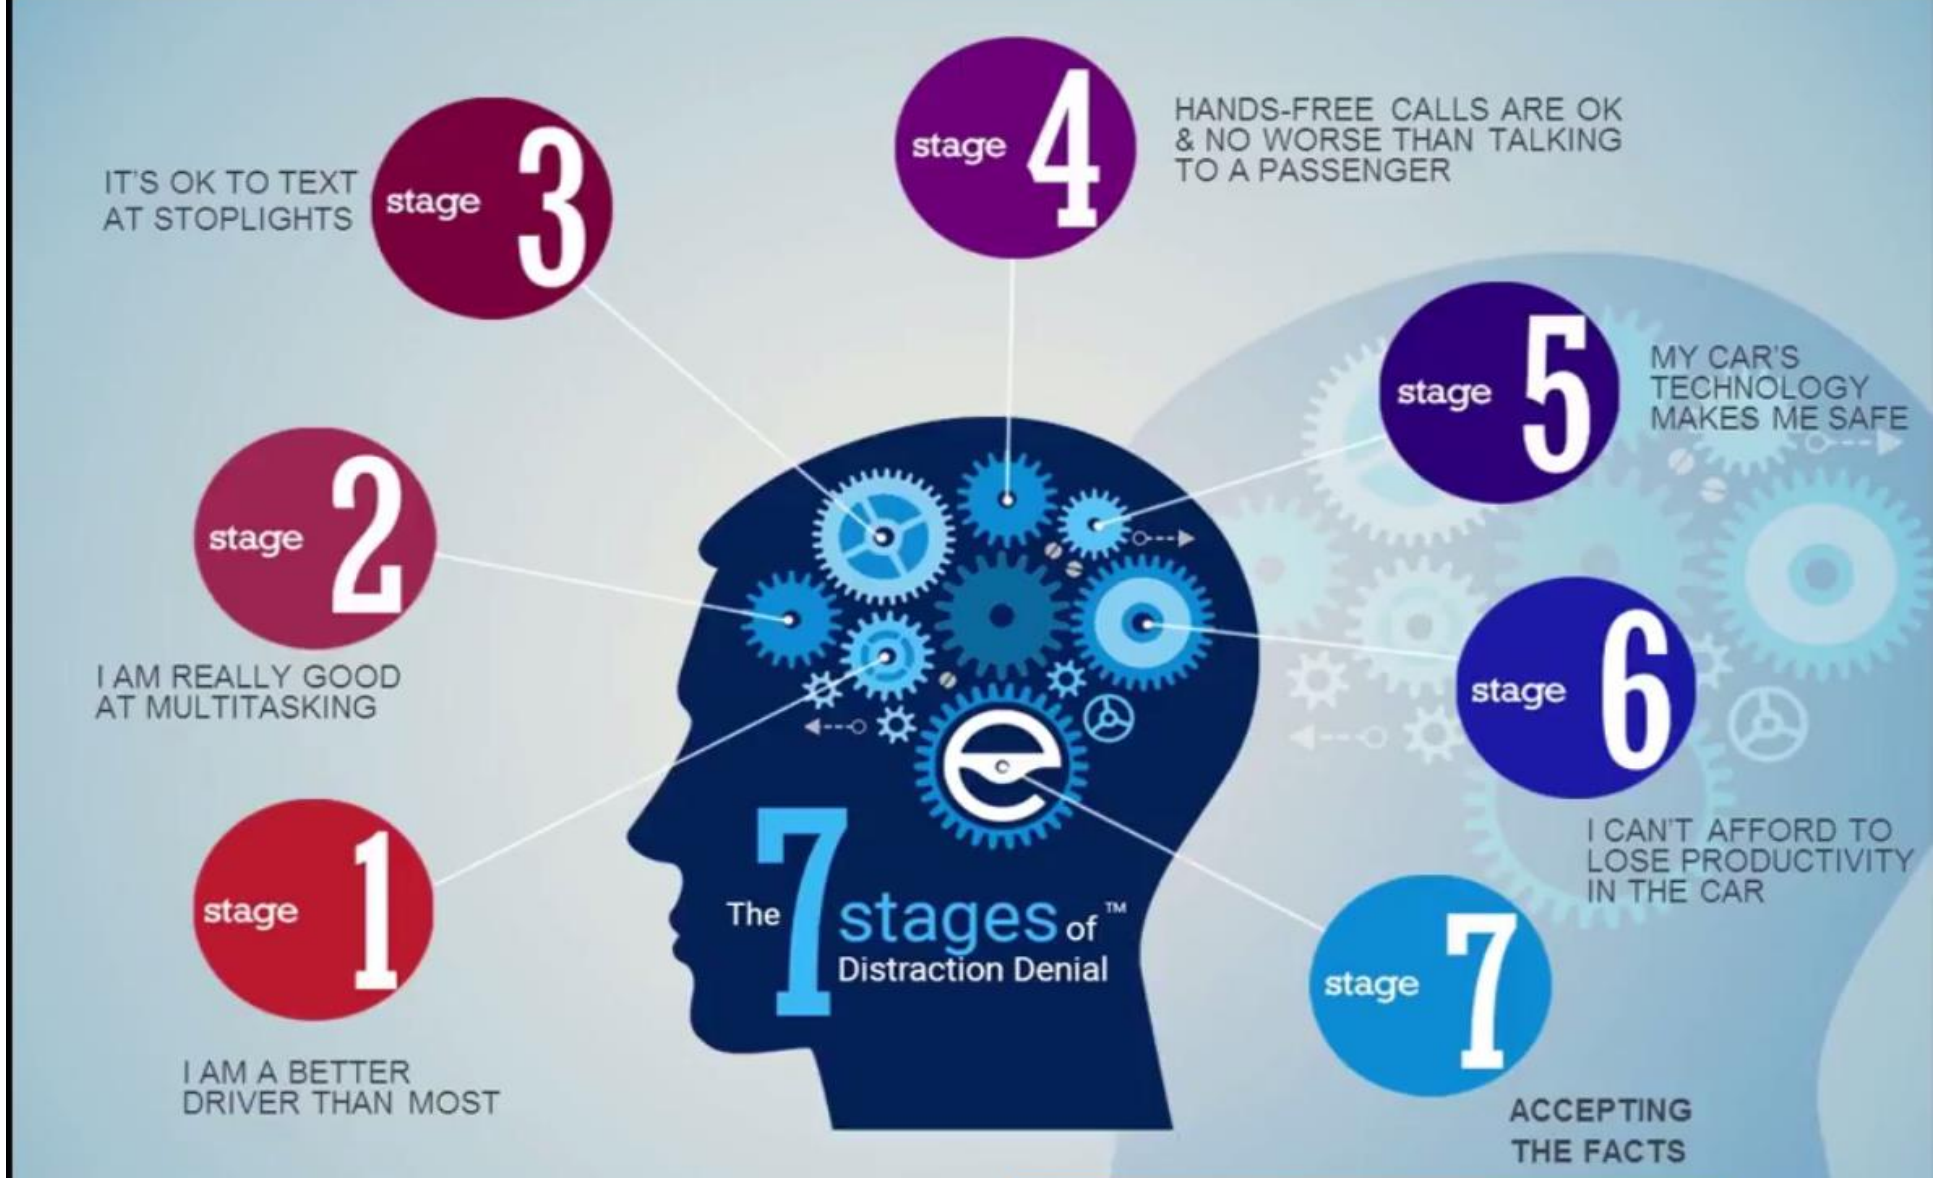 stage 1
I AM A BETTER
DRIVER THAN MOST
stage 2
I AM REALLY GOOD
AT MULTITASKING
stage 3
IT'S OK TO TEXT
AT STOPLIGHTS
stage 4
HANDS-FREE CALLS ARE OK
& NO WORSE THAN TALKING
TO A PASSENGER
stage 5
MY CAR'S
TECHNOLOGY
MAKES ME SAFE
stage 6
I CAN'T AFFORD TO
LOSE PRODUCTIVITY
IN THE CAR
stage 7
ACCEPTING
THE FACTS
e
The 7 stages of™
Distraction Denial